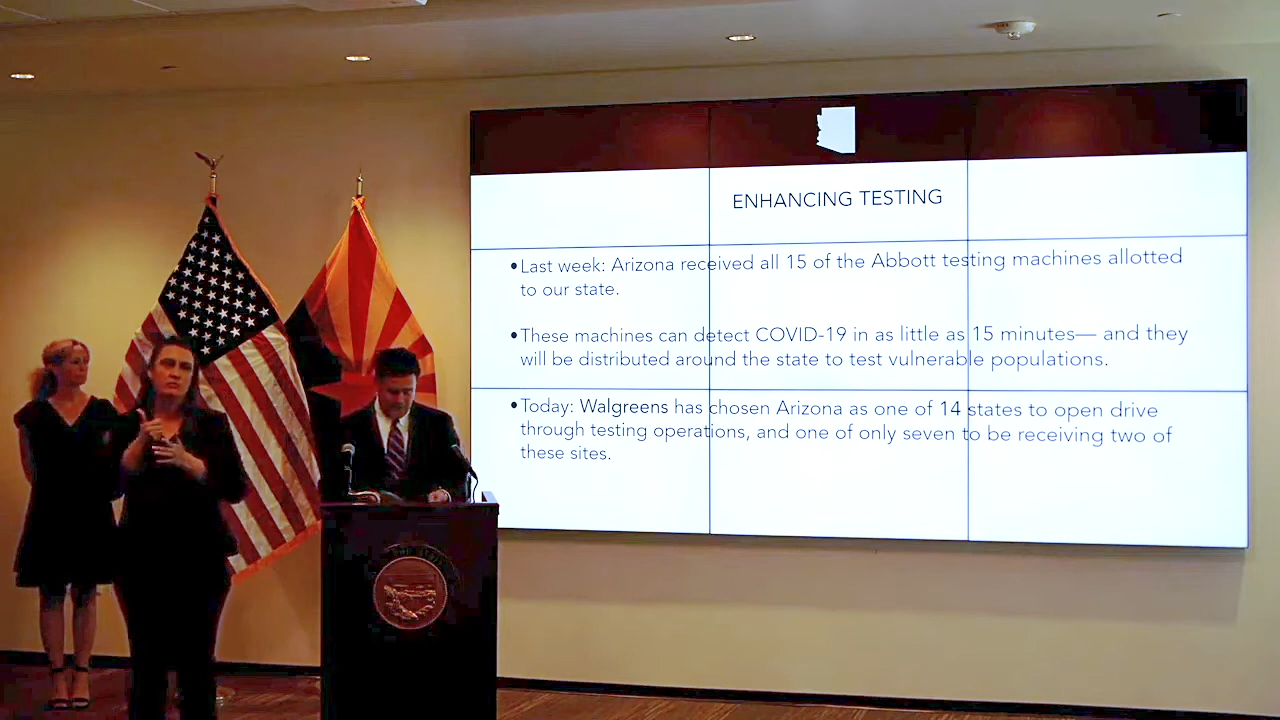 ENHANCING TESTING
•Last week: Arizona received all 15 of the Abbott testing machines allotted
to our state.
•These machines can detect COVID-19 in as little as 15 minutes— and they
will be distributed around the state to test vulnerable populations.
•Today: Walgreens has chosen Arizona as one of 14 states to open drive
through testing operations, and one of only seven to be receiving two of
these sites.